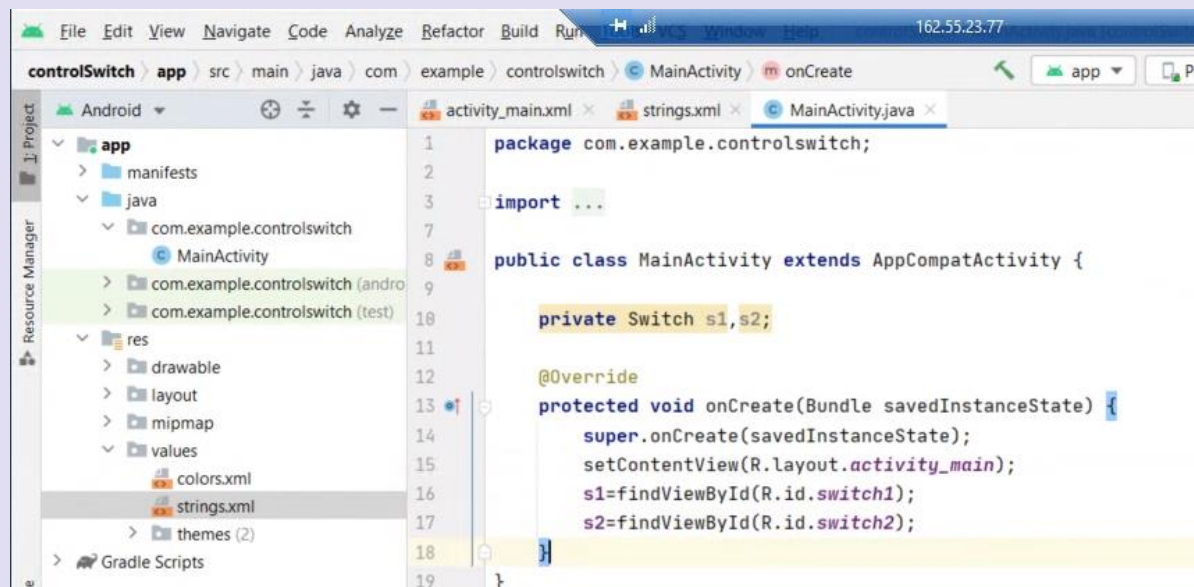 File Edit View Navigate Code Analyze Refactor Build Run Tools VCS Window Help
162.55.23.77
controlSwitch app src main java com example controlswitch MainActivity onCreate app
1: Project
Resource Manager
Android
app
manifests
java
com.example.controlswitch
MainActivity
com.example.controlswitch (andro
com.example.controlswitch (test)
res
drawable
layout
mipmap
values
colors.xml
strings.xml
themes (2)
Gradle Scripts
activity_main.xml strings.xml MainActivity.java
1 package com.example.controlswitch;
2
3 import ...
7
8 public class MainActivity extends AppCompatActivity {
9
10 private Switch s1,s2;
11
12 @Override
13 protected void onCreate(Bundle savedInstanceState) {
14 super.onCreate(savedInstanceState);
15 setContentView(R.layout.activity_main);
16 s1=findViewById(R.id.switch1);
17 s2=findViewById(R.id.switch2);
18 }
19 }